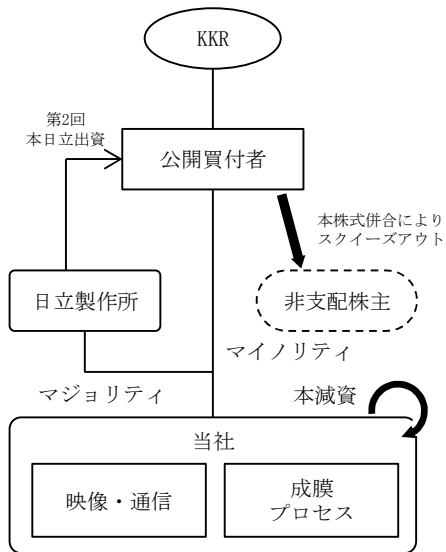 KKR
第2回
本日立出資
公開買付者
本株式併合により
スクイーズアウト
日立製作所
非支配株主
マイノリティ
マジョリティ
本減資
当社
映像・通信
成膜
プロセス